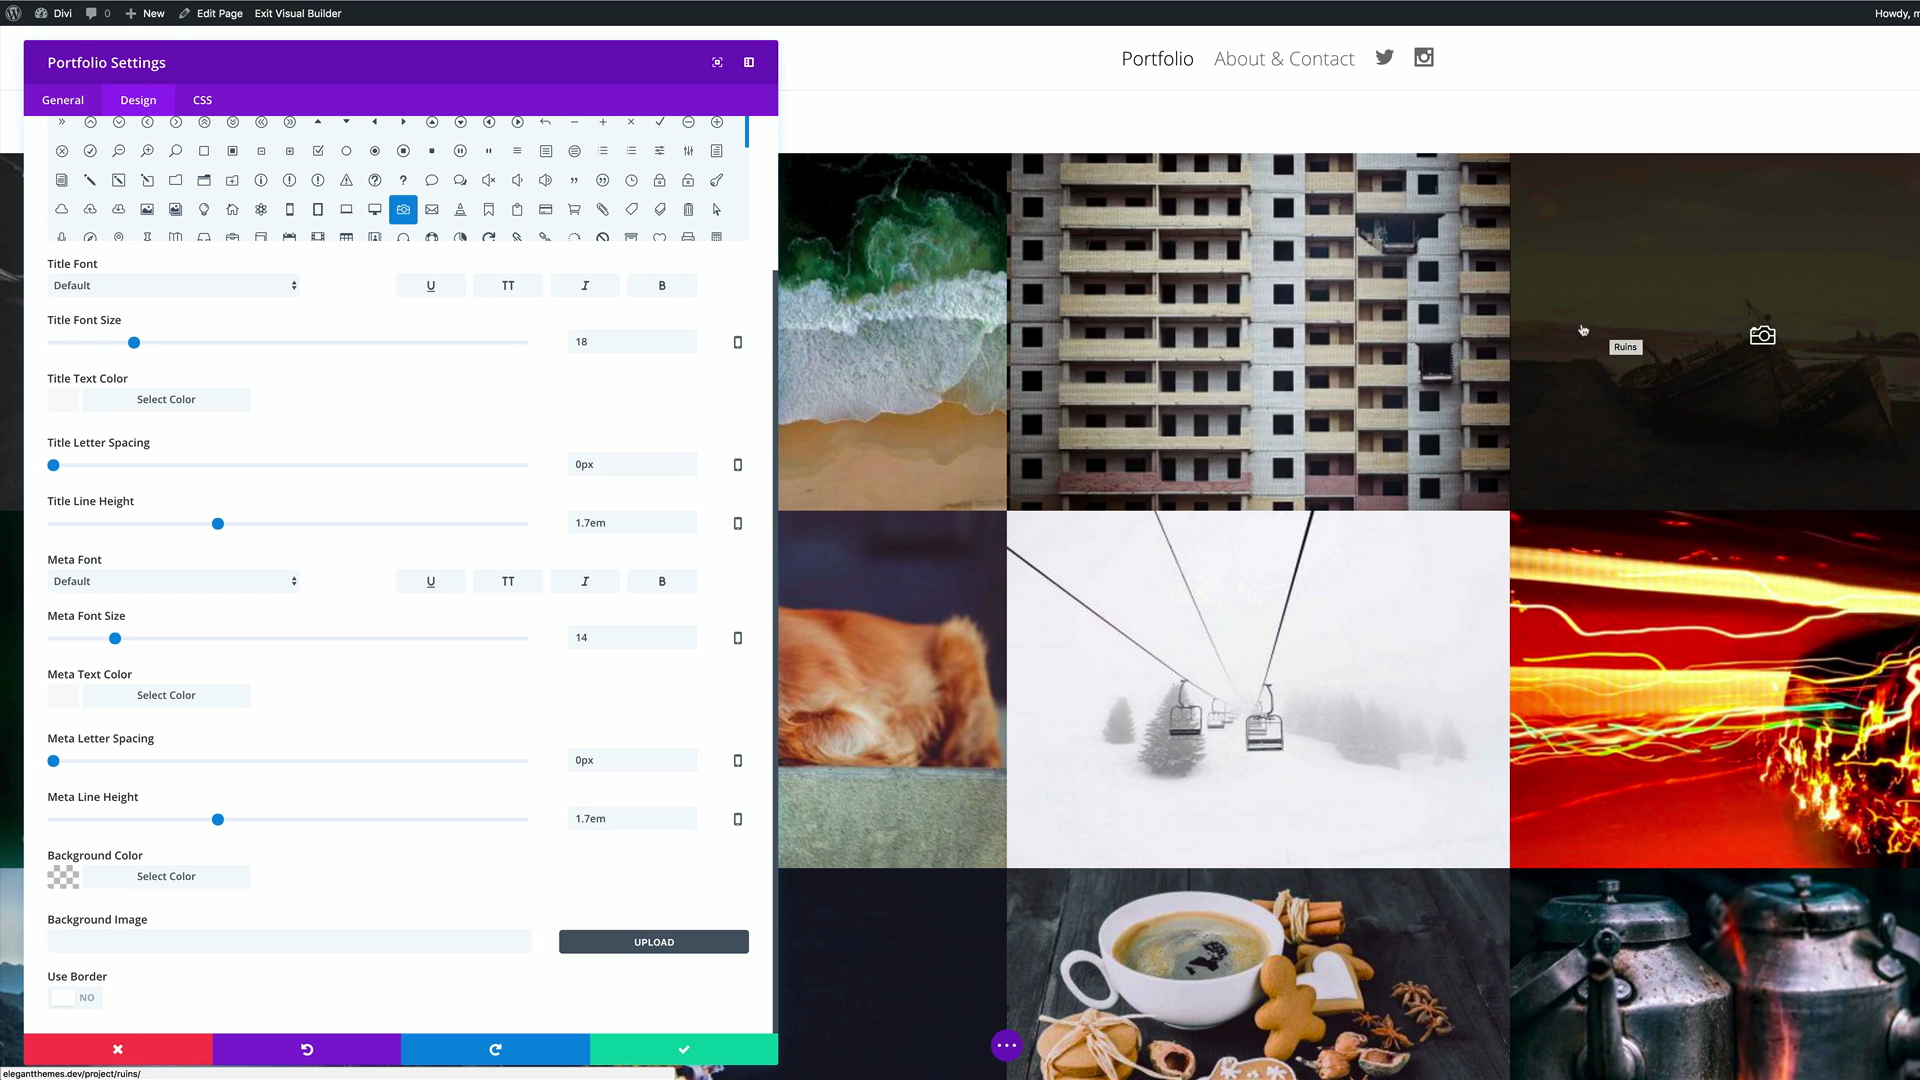 Divi 0 New Edit Page Exit Visual Builder Howdy, m
Portfolio Settings
Portfolio About & Contact
General Design CSS
Title Font
Default U TT I B
Title Font Size
18
Title Text Color
Select Color
Title Letter Spacing
0px
Title Line Height
1.7em
Meta Font
Default U TT I B
Meta Font Size
14
Meta Text Color
Select Color
Meta Letter Spacing
0px
Meta Line Height
1.7em
Background Color
Select Color
Background Image
UPLOAD
Use Border
NO
elegantthemes.dev/project/ruins/
Ruins